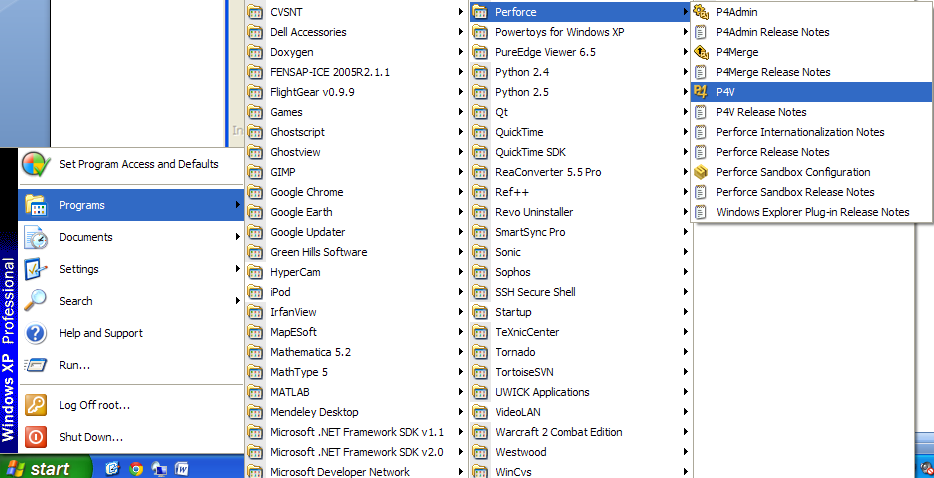 In
Set Program Access and Defaults
Programs
Documents
Settings
Search
Help and Support
Run...
Log Off root...
Shut Down...
Windows XP Professional
start
CVSNT
Dell Accessories
Doxygen
FENSAP-ICE 2005R2.1.1
FlightGear v0.9.9
Games
Ghostscript
Ghostview
GIMP
Google Chrome
Google Earth
Google Updater
Green Hills Software
HyperCam
iPod
IrfanView
MapESoft
Mathematica 5.2
MathType 5
MATLAB
Mendeley Desktop
Microsoft .NET Framework SDK v1.1
Microsoft .NET Framework SDK v2.0
Microsoft Developer Network
Perforce
Powertoys for Windows XP
PureEdge Viewer 6.5
Python 2.4
Python 2.5
Qt
QuickTime
QuickTime SDK
ReaConverter 5.5 Pro
Ref++
Revo Uninstaller
SmartSync Pro
Sonic
Sophos
SSH Secure Shell
Startup
TeXnicCenter
Tornado
TortoiseSVN
UWICK Applications
VideoLAN
Warcraft 2 Combat Edition
Westwood
WinCvs
P4Admin
P4Admin Release Notes
P4Merge
P4Merge Release Notes
P4V
P4V Release Notes
Perforce Internationalization Notes
Perforce Release Notes
Perforce Sandbox Configuration
Perforce Sandbox Release Notes
Windows Explorer Plug-in Release Notes